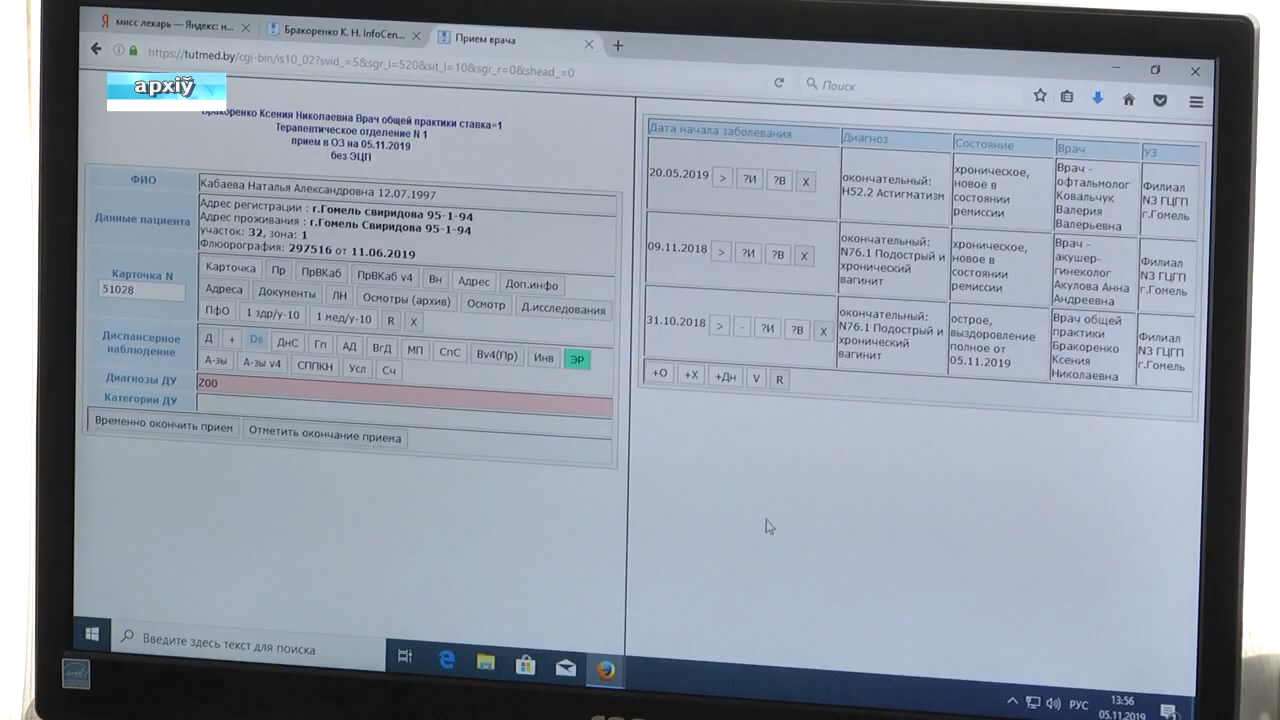 мисс лекарь — Яндекс: н...
Бракоренко К. Н. InfoCen...
Прием врача
https://tutmed.by/cgi-bin/is10_02?svid_=5&sgr_l=520&sit_l=10&sgr_r=0&shead_=0
Поиск
архіў
Бракоренко Ксения Николаевна Врач общей практики ставка=1
Терапевтическое отделение N 1
прием в ОЗ на 05.11.2019
без ЭЦП
ФИО
Кабаева Наталья Александровна 12.07.1997
Данные пациента
Адрес регистрации : г.Гомель свиридова 95-1-94
Адрес проживания : г.Гомель Свиридова 95-1-94
участок: 32, зона: 1
Флюорография: 297516 от 11.06.2019
Карточка N
51028
Карточка Пр ПрВКаб ПрВКаб v4 Вн Адрес Доп.инфо
Адреса Документы ЛН Осмотры (архив) Осмотр Д.исследования
ПфО 1 здр/у-10 1 мед/у-10 R X
Диспансерное
наблюдение
Д + Ds ДнС Гп АД ВгД МП СпС Вv4(Пр) Инв ЭР
А-зы А-зы v4 СППКН Усл Сч
Диагнозы ДУ
Z00
Категории ДУ
Временно окончить прием Отметить окончание приема
Дата начала заболевания Диагноз Состояние Врач УЗ
20.05.2019 > ?И ?В X
окончательный:
H52.2 Астигматизм
хроническое,
новое в
состоянии
ремиссии
Врач -
офтальмолог
Ковальчук
Валерия
Валерьевна
Филиал
N3 ГЦГП
г.Гомель
09.11.2018 > ?И ?В X
окончательный:
N76.1 Подострый и
хронический
вагинит
хроническое,
новое в
состоянии
ремиссии
Врач -
акушер-
гинеколог
Акулова Анна
Андреевна
Филиал
N3 ГЦГП
г.Гомель
31.10.2018 > - ?И ?В X
окончательный:
N76.1 Подострый и
хронический
вагинит
острое,
выздоровление
полное от
05.11.2019
Врач общей
практики
Бракоренко
Ксения
Николаевна
Филиал
N3 ГЦГП
г.Гомель
+О +Х +Дн V R
Введите здесь текст для поиска
РУС
13:56
05.11.2019